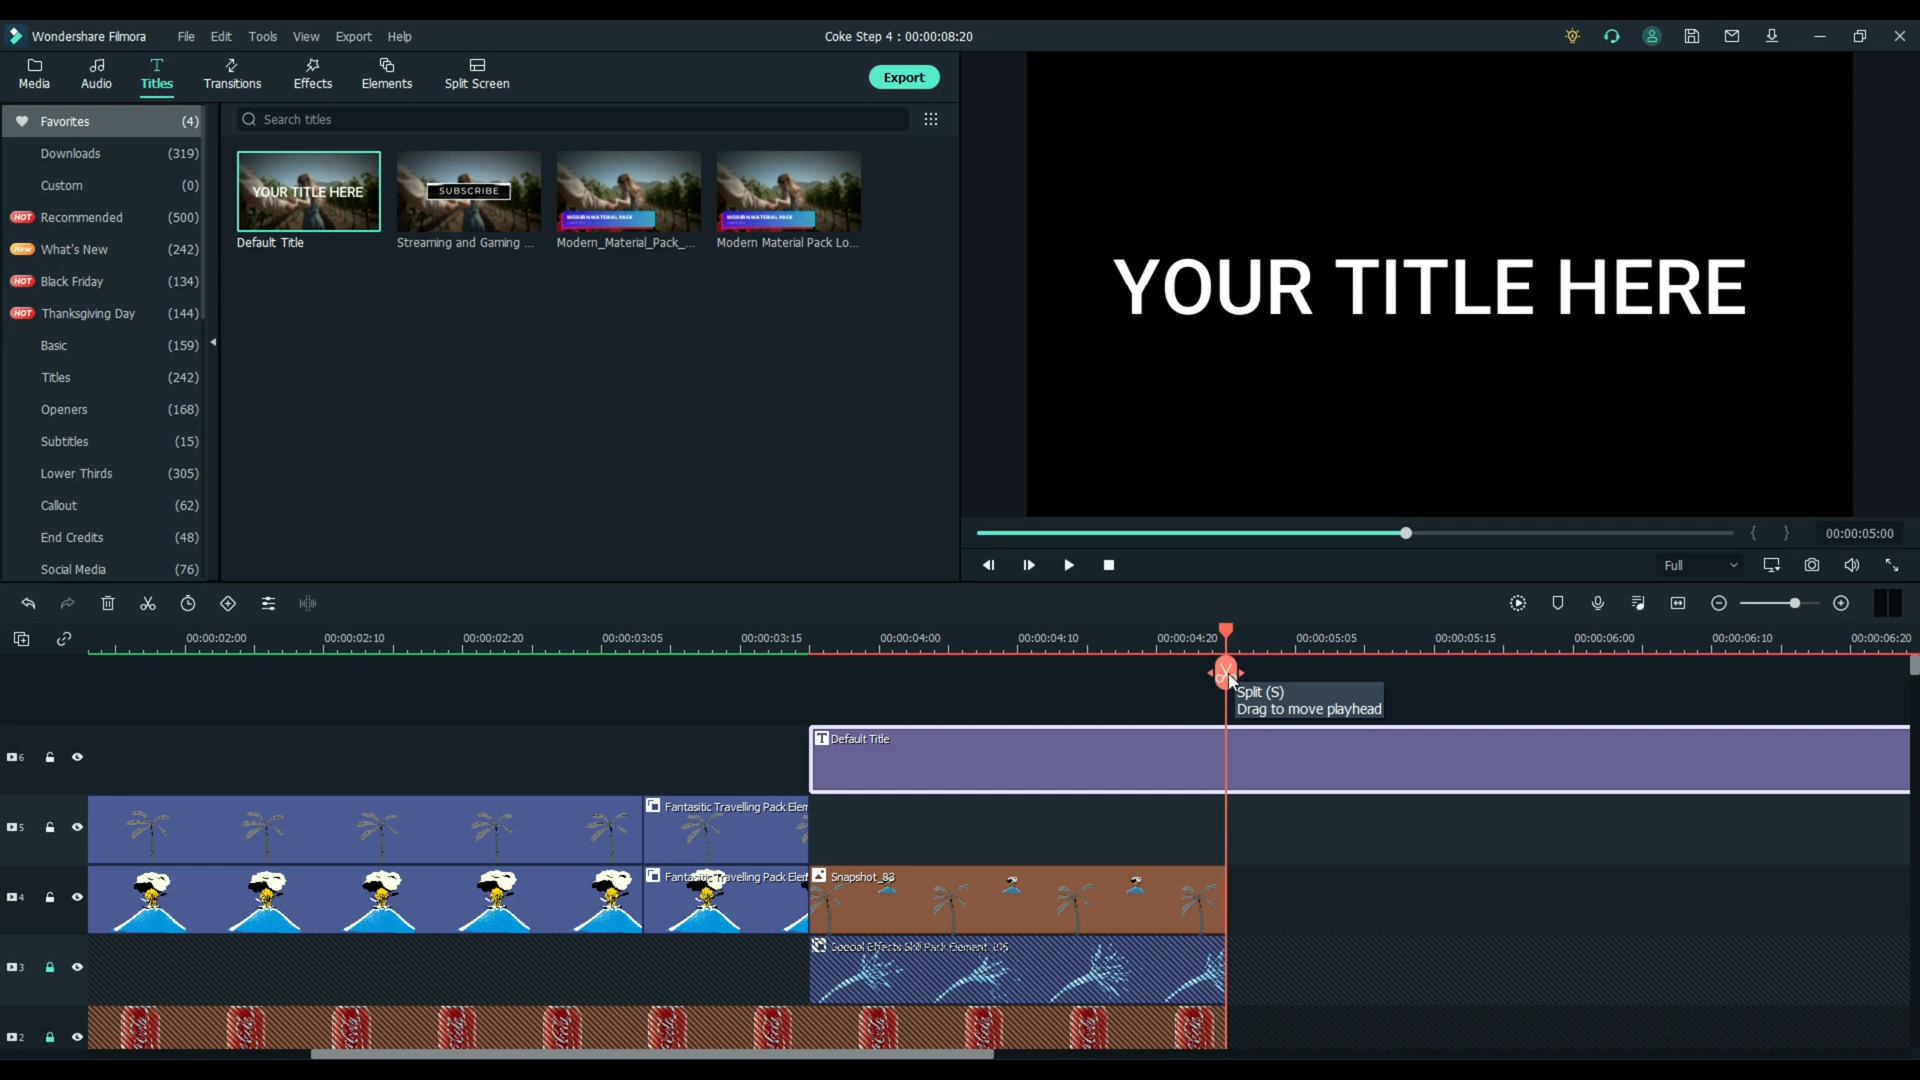 Wondershare Filmora
File
Edit
Tools
View
Export
Help
Coke Step 4 : 00:00:08:20
Media
Audio
Titles
Transitions
Effects
Elements
Split Screen
Export
Favorites (4)
Downloads (319)
Custom (0)
HOT Recommended (500)
New What's New (242)
HOT Black Friday (134)
HOT Thanksgiving Day (144)
Basic (159)
Titles (242)
Openers (168)
Subtitles (15)
Lower Thirds (305)
Callout (62)
End Credits (48)
Social Media (76)
Search titles
YOUR TITLE HERE
SUBSCRIBE
MODERN MATERIAL PACK
MODERN MATERIAL PACK
Default Title
Streaming and Gaming ...
Modern_Material_Pack_...
Modern Material Pack Lo...
YOUR TITLE HERE
{ }
00:00:05:00
Full
00:00:02:00
00:00:02:10
00:00:02:20
00:00:03:05
00:00:03:15
00:00:04:00
00:00:04:10
00:00:04:20
00:00:05:05
00:00:05:15
00:00:06:00
00:00:06:10
00:00:06:20
Split (S)
Drag to move playhead
6
T Default Title
5
Fantasitic Travelling Pack Elem
4
Fantasitic Travelling Pack Elem
Snapshot_83
3
Special Effects Skill Pack Element 106
2